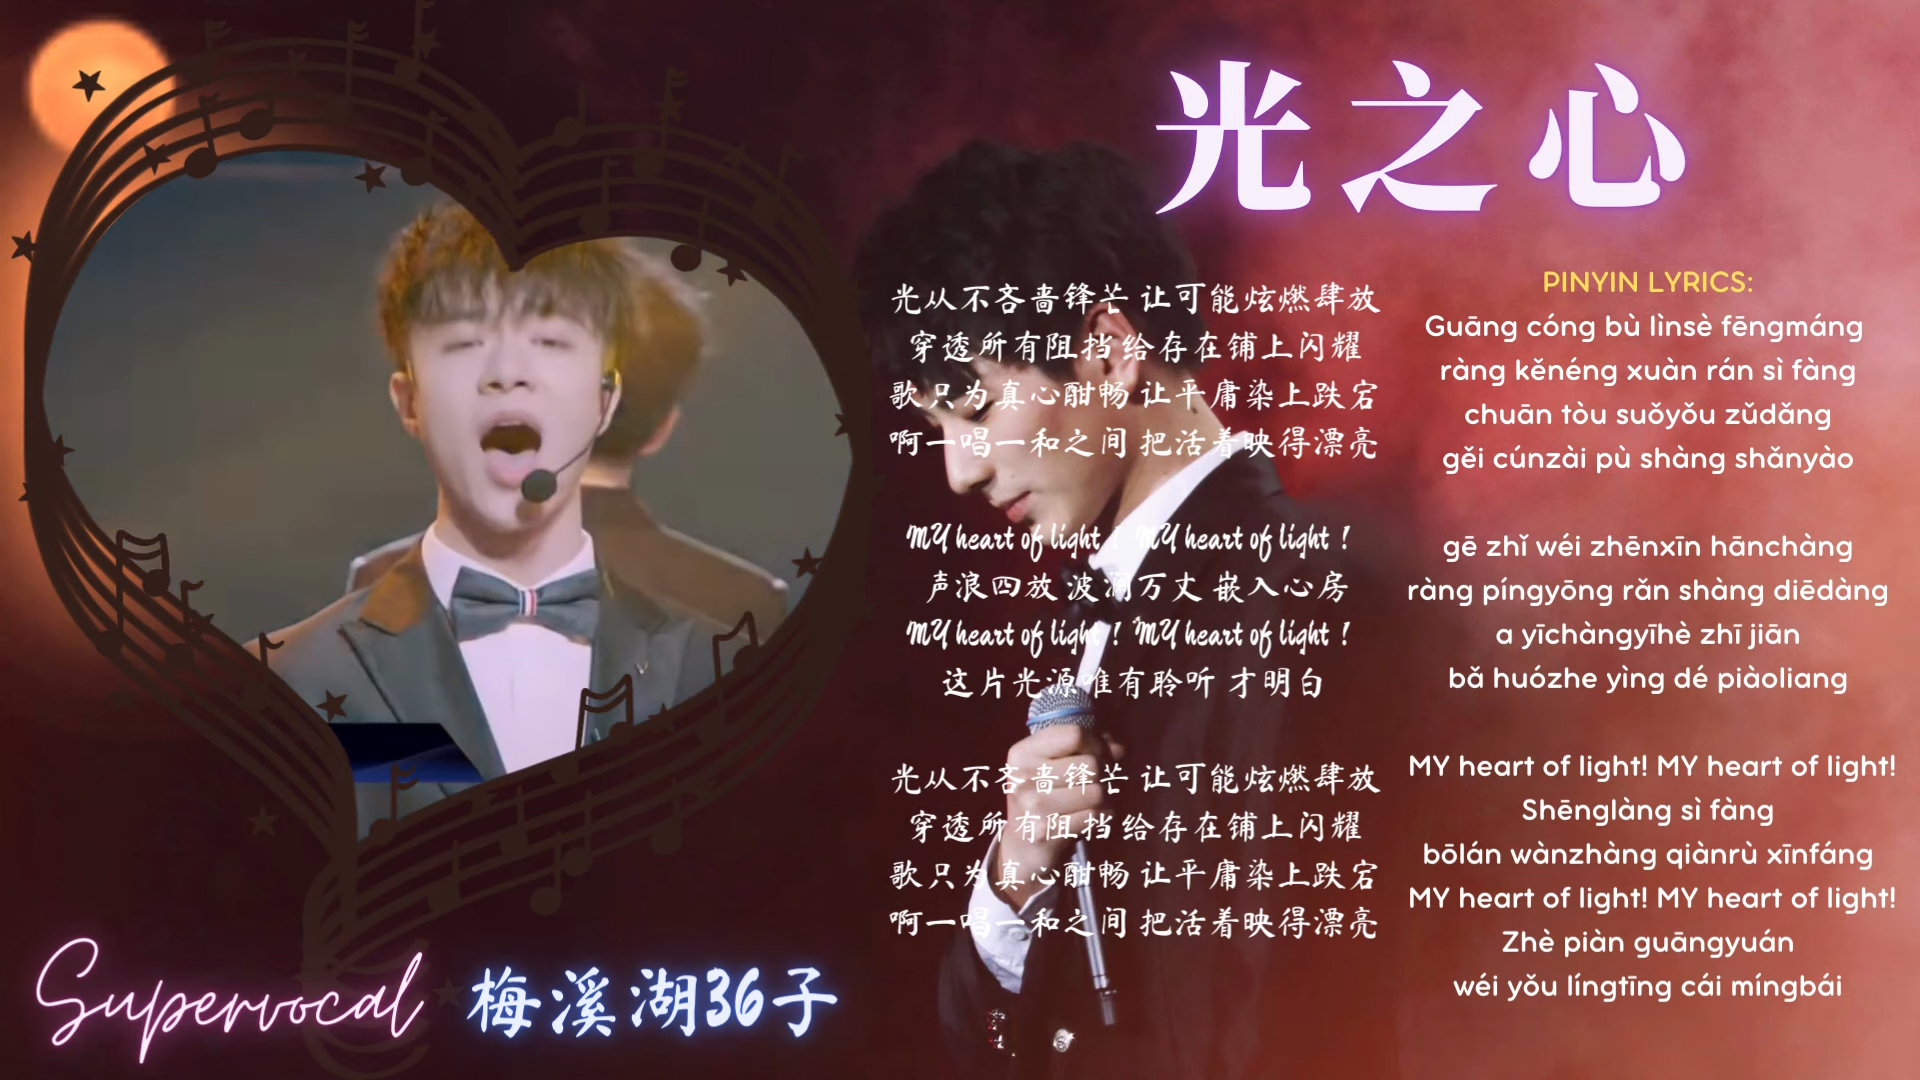 光之心
光从不吝啬锋芒 让可能炫燃肆放
穿透所有阻挡 给存在铺上闪耀
歌只为真心酣畅 让平庸染上跌宕
啊一唱一和之间 把活着映得漂亮
MY heart of light！ MY heart of light！
声浪四放 波澜万丈 嵌入心房
MY heart of light！ MY heart of light！
这片光源唯有聆听 才明白
光从不吝啬锋芒 让可能炫燃肆放
穿透所有阻挡 给存在铺上闪耀
歌只为真心酣畅 让平庸染上跌宕
啊一唱一和之间 把活着映得漂亮
PINYIN LYRICS:
Guāng cóng bù lìnsè fēngmáng
ràng kěnéng xuàn rán sì fàng
chuān tòu suǒyǒu zǔdǎng
gěi cúnzài pù shàng shǎnyào
gē zhǐ wéi zhēnxīn hānchàng
ràng píngyōng rǎn shàng diēdàng
a yīchàngyīhè zhī jiān
bǎ huózhe yìng dé piàoliang
MY heart of light! MY heart of light!
Shēnglàng sì fàng
bōlán wànzhàng qiànrù xīnfáng
MY heart of light! MY heart of light!
Zhè piàn guāngyuán
wéi yǒu língtīng cái míngbái
Supervocal 梅溪湖36子